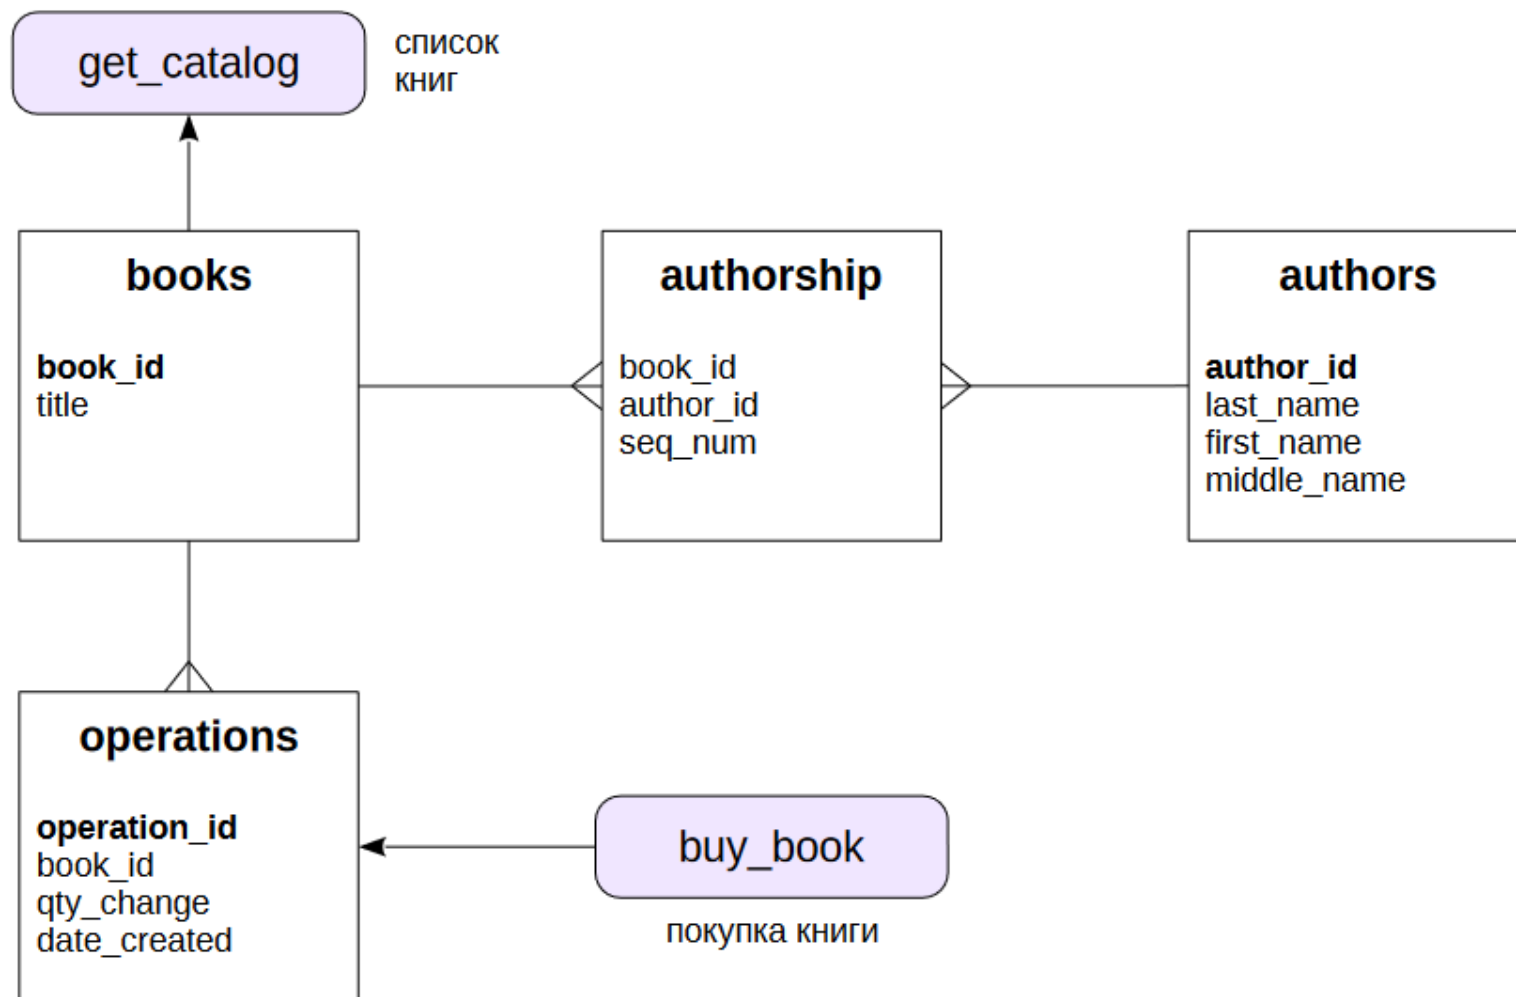 get_catalog
список
книг
books
book_id
title
authorship
book_id
author_id
seq_num
authors
author_id
last_name
first_name
middle_name
operations
operation_id
book_id
qty_change
date_created
buy_book
покупка книги